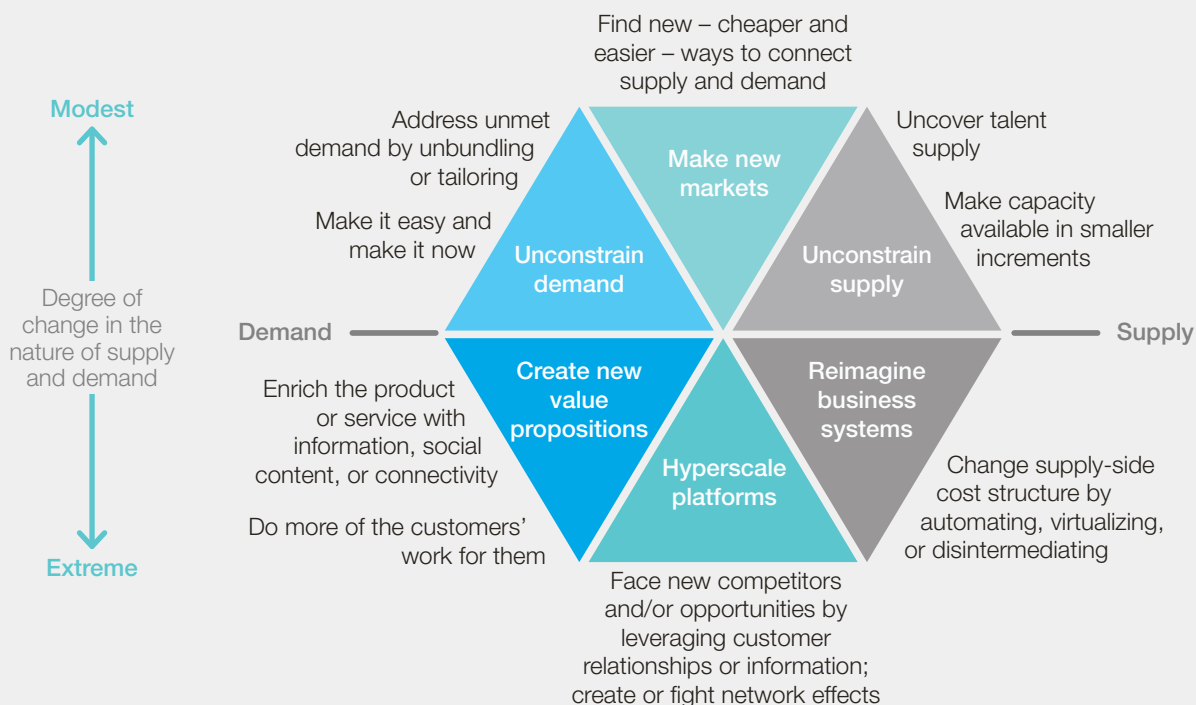 Find new – cheaper and
easier – ways to connect
supply and demand
Modest
Address unmet
demand by unbundling
or tailoring
Make it easy and
make it now
Make new
markets
Uncover talent
supply
Make capacity
available in smaller
increments
Unconstrain
demand
Unconstrain
supply
Degree of
change in the
nature of supply
and demand
Demand
Supply
Enrich the product
or service with
information, social
content, or connectivity
Do more of the customers’
work for them
Create new
value
propositions
Hyperscale
platforms
Reimagine
business
systems
Change supply-side
cost structure by
automating, virtualizing,
or disintermediating
Extreme
Face new competitors
and/or opportunities by
leveraging customer
relationships or information;
create or fight network effects